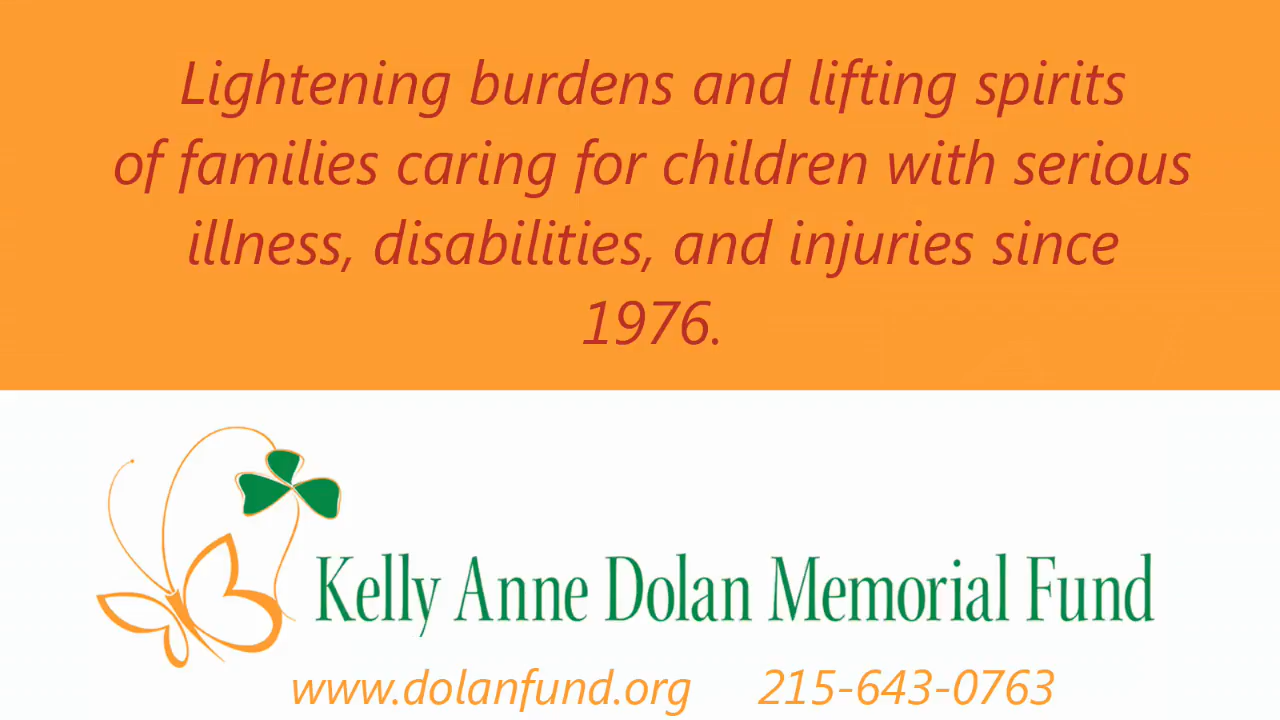 Lightening burdens and lifting spirits
of families caring for children with serious
illness, disabilities, and injuries since
1976.
Kelly Anne Dolan Memorial Fund
www.dolanfund.org 215-643-0763